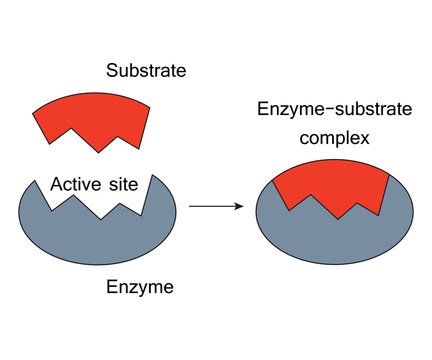 Substrate
Enzyme−substrate
complex
Active site
Enzyme